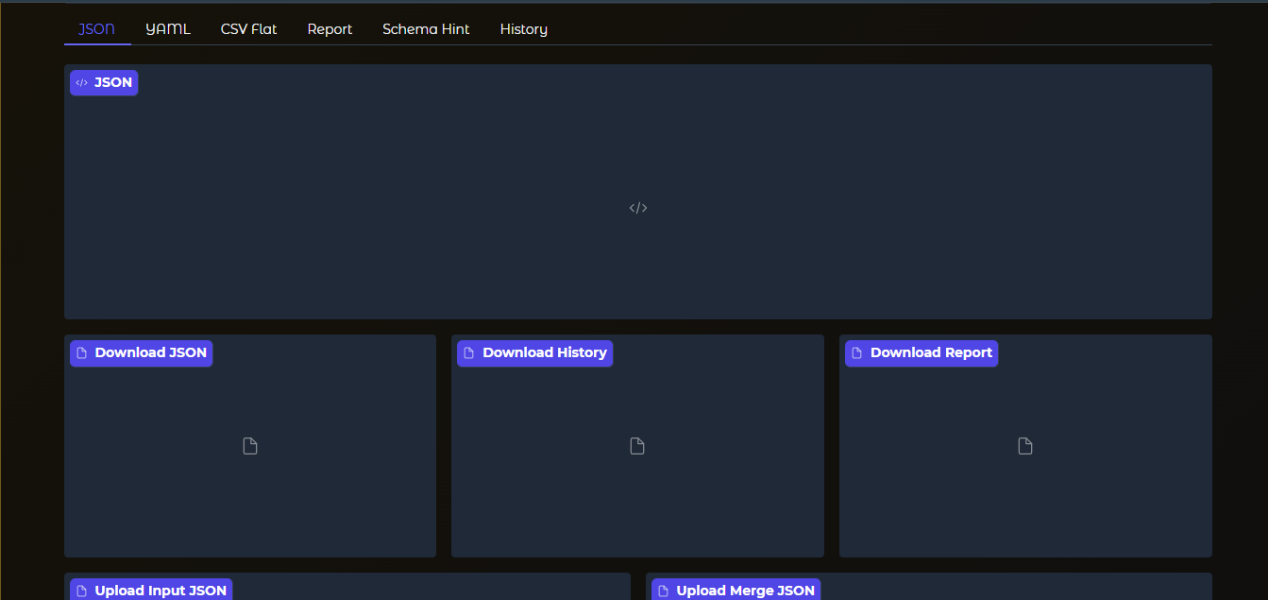 JSON YAML CSV Flat Report Schema Hint History
</> JSON
</>
Download JSON Download History Download Report
Upload Input JSON Upload Merge JSON